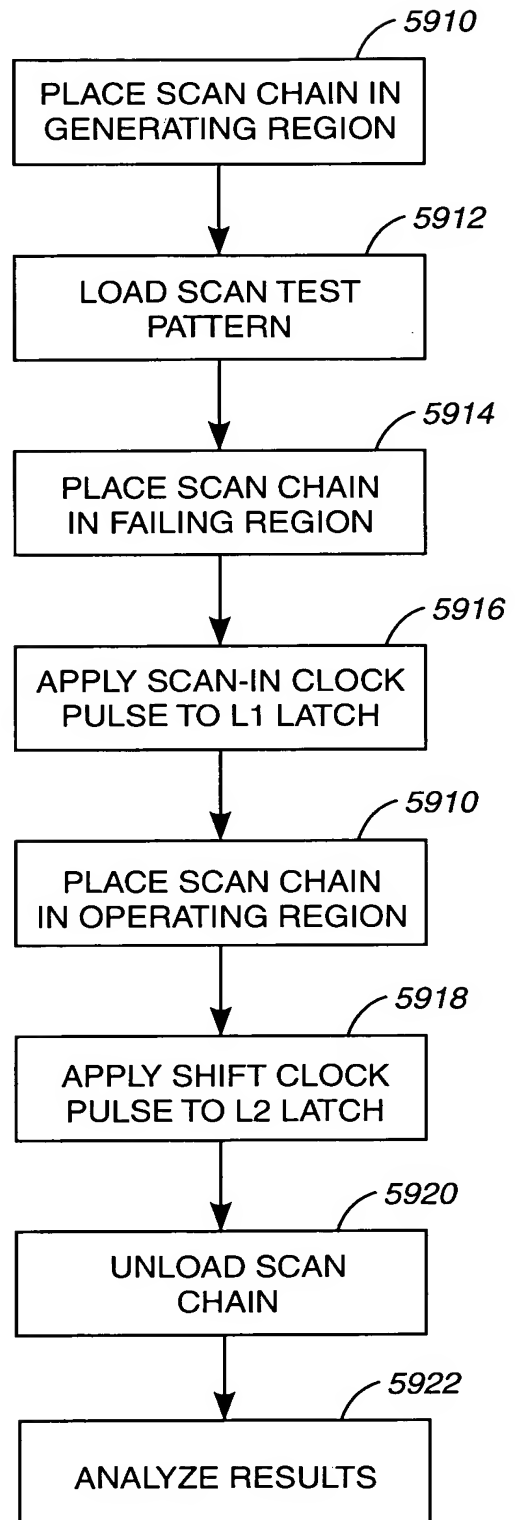 5910
PLACE SCAN CHAIN IN
GENERATING REGION
5912
LOAD SCAN TEST
PATTERN
5914
PLACE SCAN CHAIN
IN FAILING REGION
5916
APPLY SCAN-IN CLOCK
PULSE TO L1 LATCH
5910
PLACE SCAN CHAIN
IN OPERATING REGION
5918
APPLY SHIFT CLOCK
PULSE TO L2 LATCH
5920
UNLOAD SCAN
CHAIN
5922
ANALYZE RESULTS